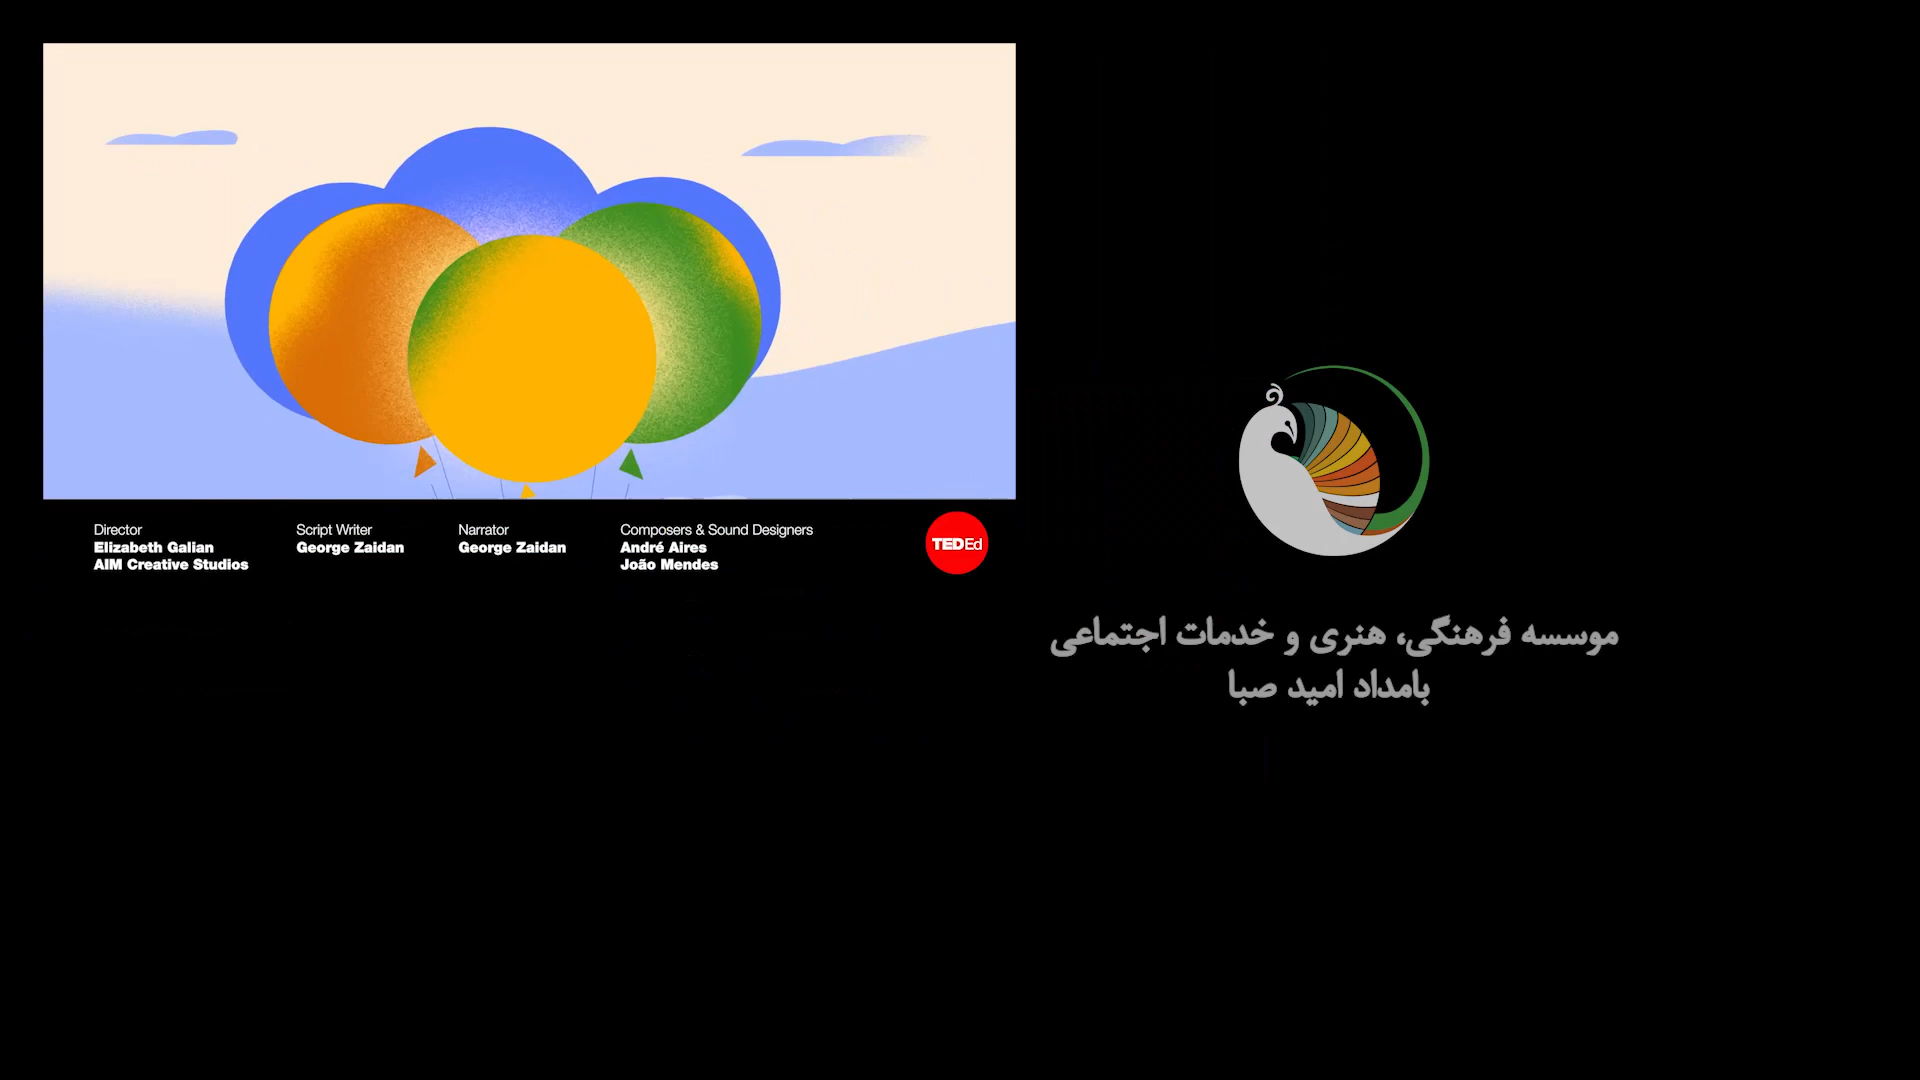 Director
Elizabeth Galian
AIM Creative Studios
Script Writer
George Zaidan
Narrator
George Zaidan
Composers & Sound Designers
André Aires
João Mendes
TEDEd
موسسه فرهنگی، هنری و خدمات اجتماعی
بامداد امید صبا